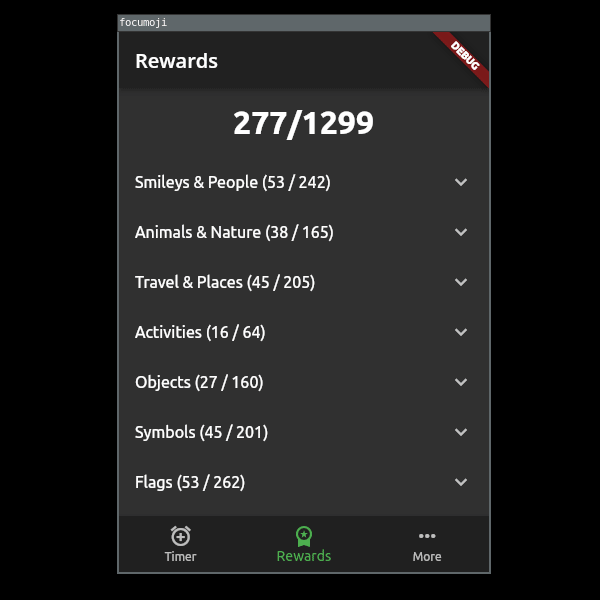 focumoji
Rewards
DEBUG
277/1299
Smileys & People (53 / 242)
Animals & Nature (38 / 165)
Travel & Places (45 / 205)
Activities (16 / 64)
Objects (27 / 160)
Symbols (45 / 201)
Flags (53 / 262)
Timer
Rewards
More